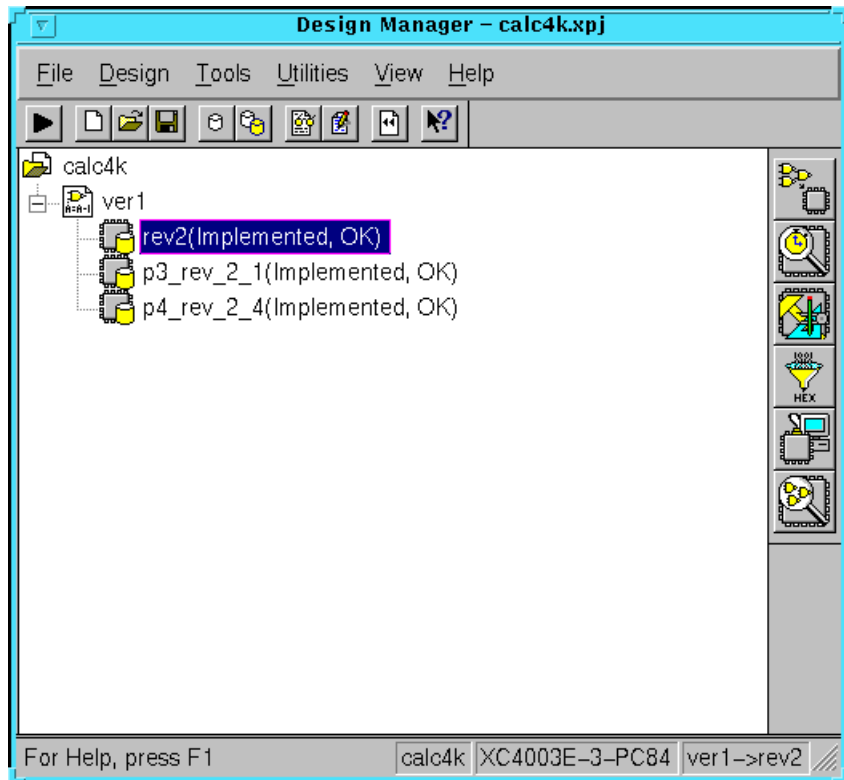 Design Manager – calc4k.xpj
File Design Tools Utilities View Help
calc4k
ver1
rev2(Implemented, OK)
p3_rev_2_1(Implemented, OK)
p4_rev_2_4(Implemented, OK)
HEX
For Help, press F1 calc4k XC4003E–3–PC84 ver1–>rev2